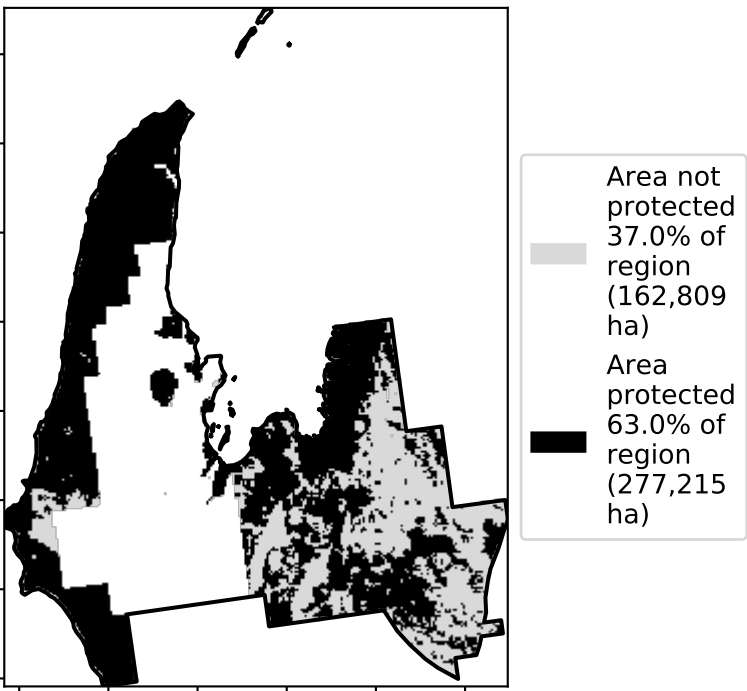 Area not
protected
37.0% of
region
(162,809
ha)
Area
protected
63.0% of
region
(277,215
ha)